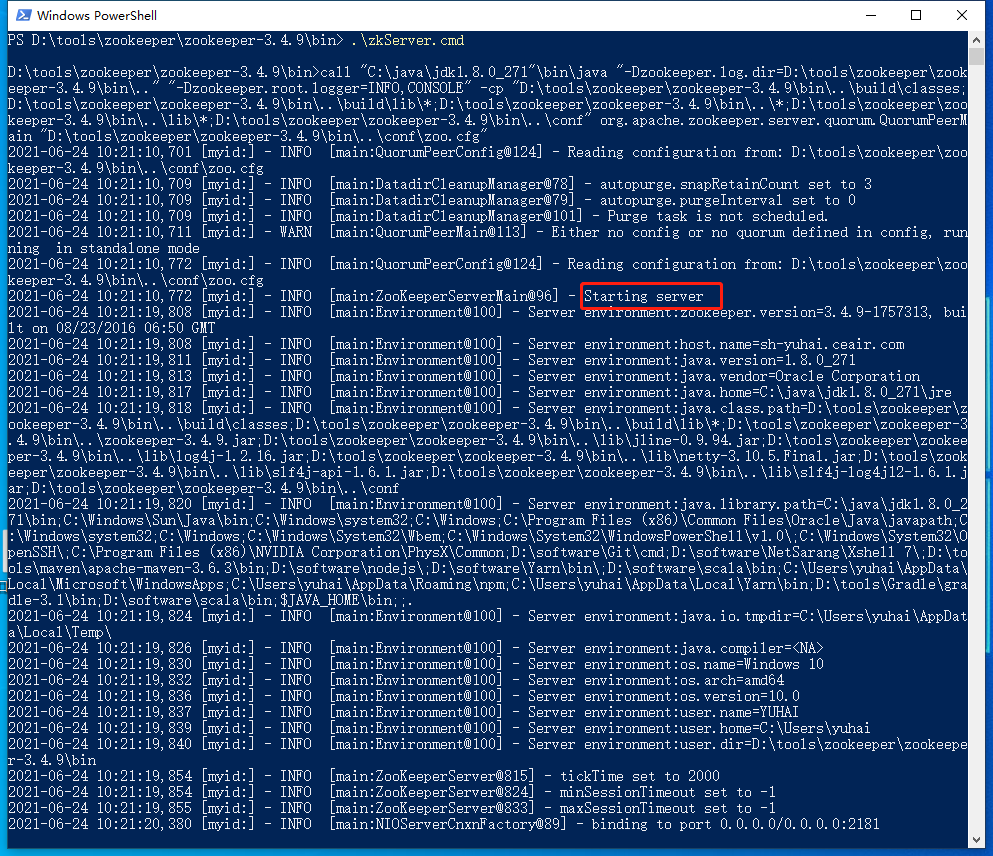 Windows PowerShell
PS D:\tools\zookeeper\zookeeper-3.4.9\bin> .\zkServer.cmd
D:\tools\zookeeper\zookeeper-3.4.9\bin>call "C:\java\jdk1.8.0_271"\bin\java "-Dzookeeper.log.dir=D:\tools\zookeeper\zook
eeper-3.4.9\bin\.." "-Dzookeeper.root.logger=INFO,CONSOLE" -cp "D:\tools\zookeeper\zookeeper-3.4.9\bin\..\build\classes;
D:\tools\zookeeper\zookeeper-3.4.9\bin\..\build\lib\*;D:\tools\zookeeper\zookeeper-3.4.9\bin\..\*;D:\tools\zookeeper\zoo
keeper-3.4.9\bin\..\lib\*;D:\tools\zookeeper\zookeeper-3.4.9\bin\..\conf" org.apache.zookeeper.server.quorum.QuorumPeerM
ain "D:\tools\zookeeper\zookeeper-3.4.9\bin\..\conf\zoo.cfg"
2021-06-24 10:21:10,701 [myid:] - INFO  [main:QuorumPeerConfig@124] - Reading configuration from: D:\tools\zookeeper\zoo
keeper-3.4.9\bin\..\conf\zoo.cfg
2021-06-24 10:21:10,709 [myid:] - INFO  [main:DatadirCleanupManager@78] - autopurge.snapRetainCount set to 3
2021-06-24 10:21:10,709 [myid:] - INFO  [main:DatadirCleanupManager@79] - autopurge.purgeInterval set to 0
2021-06-24 10:21:10,709 [myid:] - INFO  [main:DatadirCleanupManager@101] - Purge task is not scheduled.
2021-06-24 10:21:10,711 [myid:] - WARN  [main:QuorumPeerMain@113] - Either no config or no quorum defined in config, run
ning  in standalone mode
2021-06-24 10:21:10,772 [myid:] - INFO  [main:QuorumPeerConfig@124] - Reading configuration from: D:\tools\zookeeper\zoo
keeper-3.4.9\bin\..\conf\zoo.cfg
2021-06-24 10:21:10,772 [myid:] - INFO  [main:ZooKeeperServerMain@96] - Starting server
2021-06-24 10:21:19,808 [myid:] - INFO  [main:Environment@100] - Server environment:zookeeper.version=3.4.9-1757313, bui
lt on 08/23/2016 06:50 GMT
2021-06-24 10:21:19,808 [myid:] - INFO  [main:Environment@100] - Server environment:host.name=sh-yuhai.ceair.com
2021-06-24 10:21:19,811 [myid:] - INFO  [main:Environment@100] - Server environment:java.version=1.8.0_271
2021-06-24 10:21:19,813 [myid:] - INFO  [main:Environment@100] - Server environment:java.vendor=Oracle Corporation
2021-06-24 10:21:19,817 [myid:] - INFO  [main:Environment@100] - Server environment:java.home=C:\java\jdk1.8.0_271\jre
2021-06-24 10:21:19,818 [myid:] - INFO  [main:Environment@100] - Server environment:java.class.path=D:\tools\zookeeper\z
ookeeper-3.4.9\bin\..\build\classes;D:\tools\zookeeper\zookeeper-3.4.9\bin\..\build\lib\*;D:\tools\zookeeper\zookeeper-3
.4.9\bin\..\zookeeper-3.4.9.jar;D:\tools\zookeeper\zookeeper-3.4.9\bin\..\lib\jline-0.9.94.jar;D:\tools\zookeeper\zookee
per-3.4.9\bin\..\lib\log4j-1.2.16.jar;D:\tools\zookeeper\zookeeper-3.4.9\bin\..\lib\netty-3.10.5.Final.jar;D:\tools\zook
eeper\zookeeper-3.4.9\bin\..\lib\slf4j-api-1.6.1.jar;D:\tools\zookeeper\zookeeper-3.4.9\bin\..\lib\slf4j-log4j12-1.6.1.j
ar;D:\tools\zookeeper\zookeeper-3.4.9\bin\..\conf
2021-06-24 10:21:19,820 [myid:] - INFO  [main:Environment@100] - Server environment:java.library.path=C:\java\jdk1.8.0_2
71\bin;C:\Windows\Sun\Java\bin;C:\Windows\system32;C:\Windows;C:\Program Files (x86)\Common Files\Oracle\Java\javapath;C
:\Windows\system32;C:\Windows;C:\Windows\System32\Wbem;C:\Windows\System32\WindowsPowerShell\v1.0\;C:\Windows\System32\O
penSSH\;C:\Program Files (x86)\NVIDIA Corporation\PhysX\Common;D:\software\Git\cmd;D:\software\NetSarang\Xshell 7\;D:\to
ols\maven\apache-maven-3.6.3\bin;D:\software\nodejs\;D:\software\Yarn\bin\;D:\software\scala\bin;C:\Users\yuhai\AppData\
Local\Microsoft\WindowsApps;C:\Users\yuhai\AppData\Roaming\npm;C:\Users\yuhai\AppData\Local\Yarn\bin;D:\tools\Gradle\gra
dle-3.1\bin;D:\software\scala\bin;$JAVA_HOME\bin;;.
2021-06-24 10:21:19,824 [myid:] - INFO  [main:Environment@100] - Server environment:java.io.tmpdir=C:\Users\yuhai\AppDat
a\Local\Temp\
2021-06-24 10:21:19,826 [myid:] - INFO  [main:Environment@100] - Server environment:java.compiler=<NA>
2021-06-24 10:21:19,830 [myid:] - INFO  [main:Environment@100] - Server environment:os.name=Windows 10
2021-06-24 10:21:19,832 [myid:] - INFO  [main:Environment@100] - Server environment:os.arch=amd64
2021-06-24 10:21:19,836 [myid:] - INFO  [main:Environment@100] - Server environment:os.version=10.0
2021-06-24 10:21:19,837 [myid:] - INFO  [main:Environment@100] - Server environment:user.name=YUHAI
2021-06-24 10:21:19,839 [myid:] - INFO  [main:Environment@100] - Server environment:user.home=C:\Users\yuhai
2021-06-24 10:21:19,840 [myid:] - INFO  [main:Environment@100] - Server environment:user.dir=D:\tools\zookeeper\zookeepe
r-3.4.9\bin
2021-06-24 10:21:19,854 [myid:] - INFO  [main:ZooKeeperServer@815] - tickTime set to 2000
2021-06-24 10:21:19,854 [myid:] - INFO  [main:ZooKeeperServer@824] - minSessionTimeout set to -1
2021-06-24 10:21:19,855 [myid:] - INFO  [main:ZooKeeperServer@833] - maxSessionTimeout set to -1
2021-06-24 10:21:20,380 [myid:] - INFO  [main:NIOServerCnxnFactory@89] - binding to port 0.0.0.0/0.0.0.0:2181